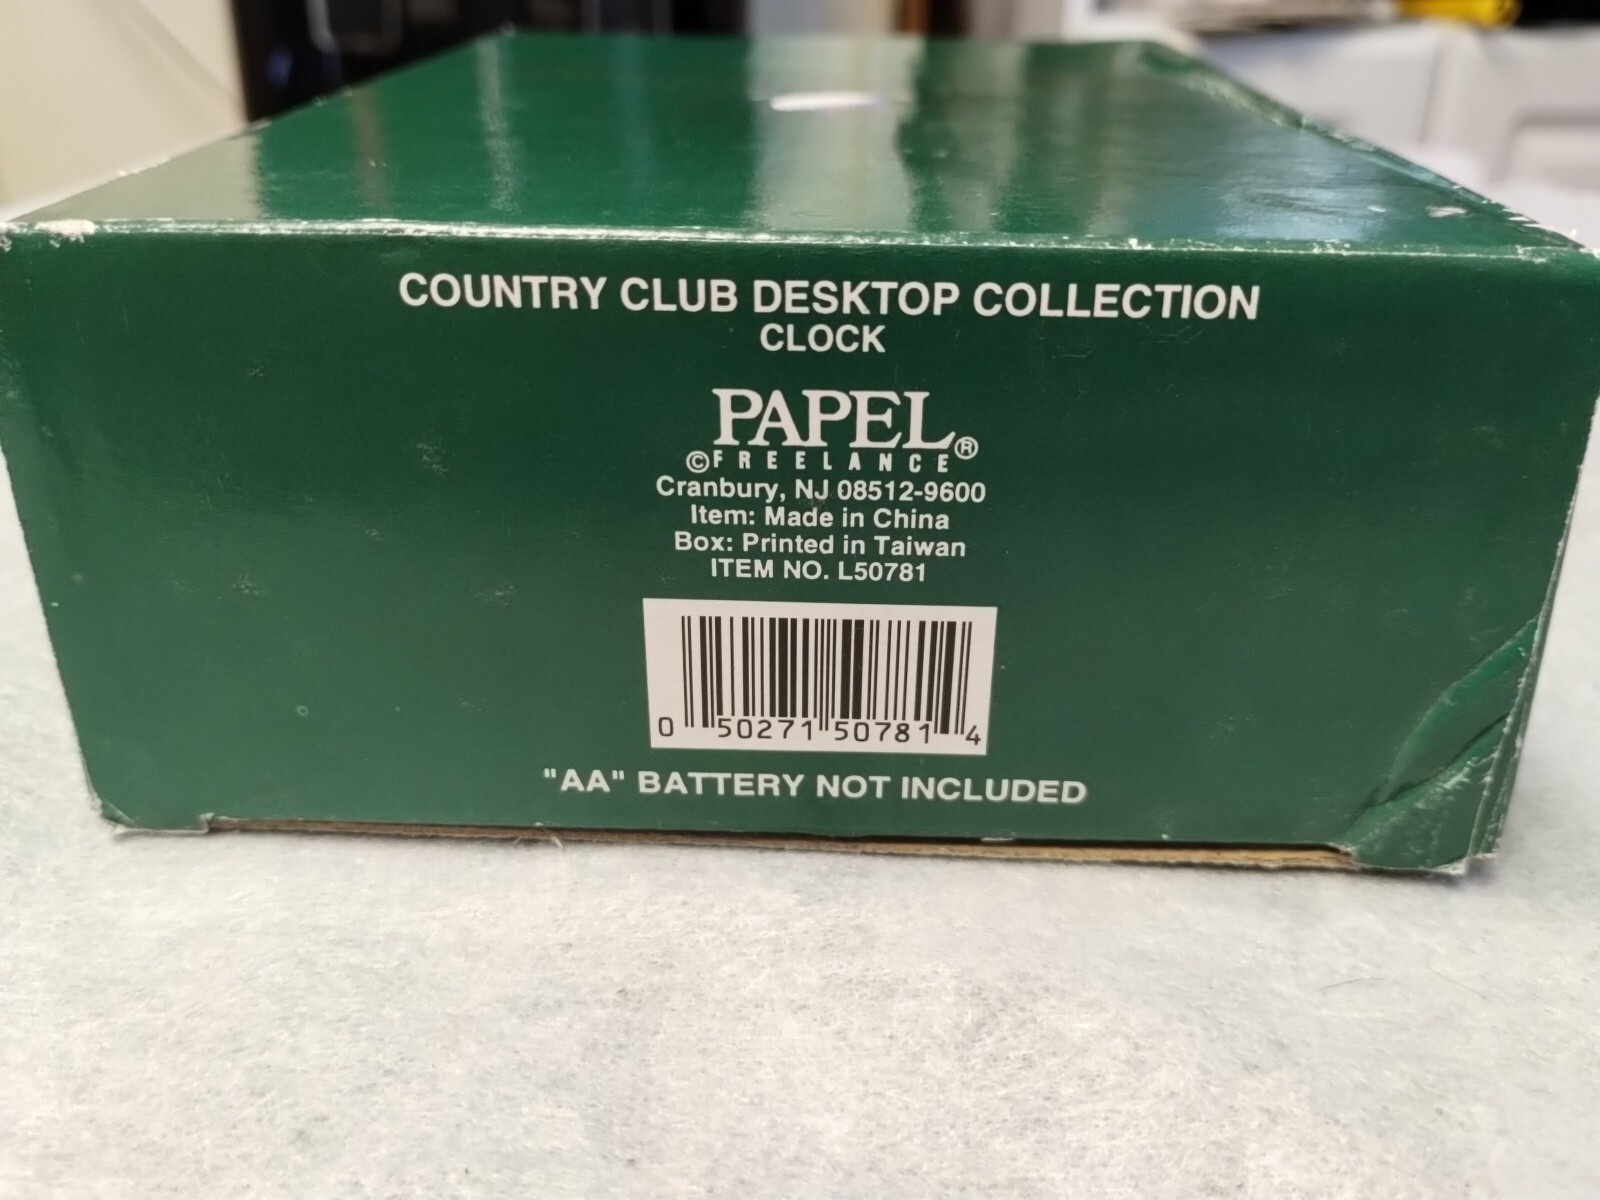 COUNTRY CLUB DESKTOP COLLECTION
CLOCK
PAPEL®
©FREELANCE
Cranbury, NJ 08512-9600
Item: Made in China
Box: Printed in Taiwan
ITEM NO. L50781
0 50271 50781 4
"AA" BATTERY NOT INCLUDED